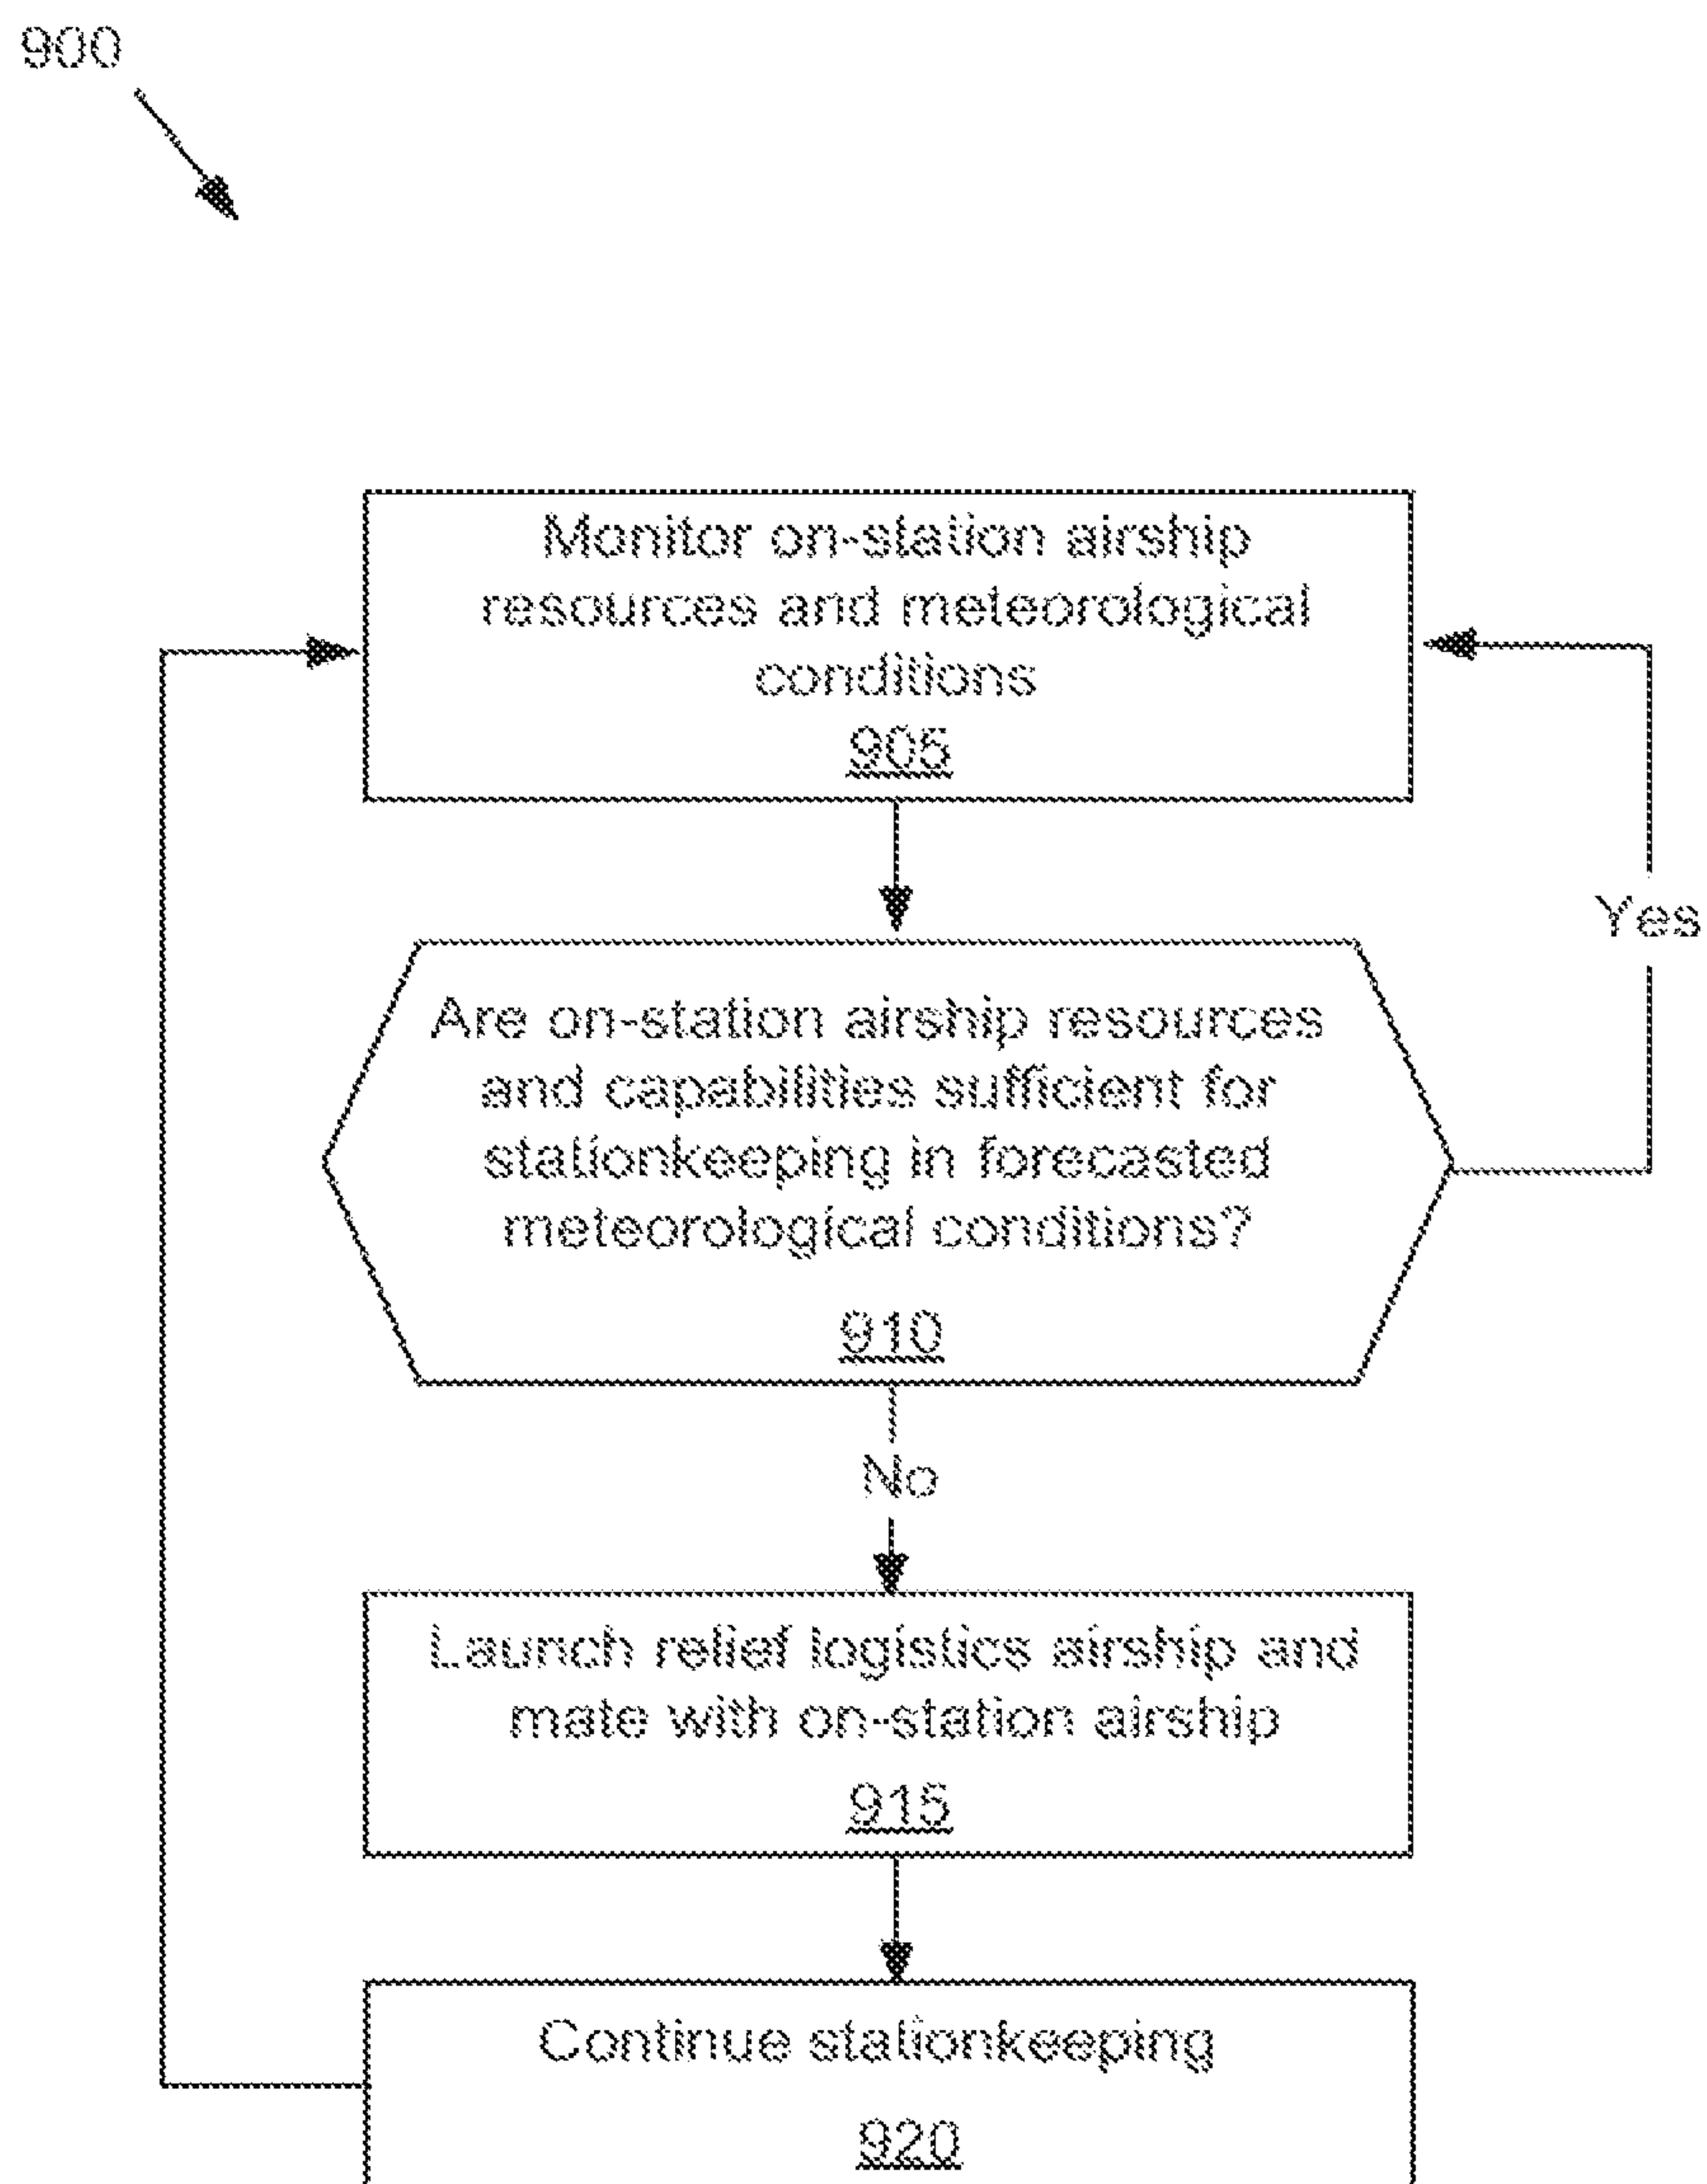 900
Monitor on-station airship
resources and meteorological
conditions
905
Are on-station airship resources
and capabilities sufficient for
stationkeeping in forecasted
meteorological conditions?
910
Yes
No
Launch relief logistics airship and
mate with on-station airship
915
Continue stationkeeping
920